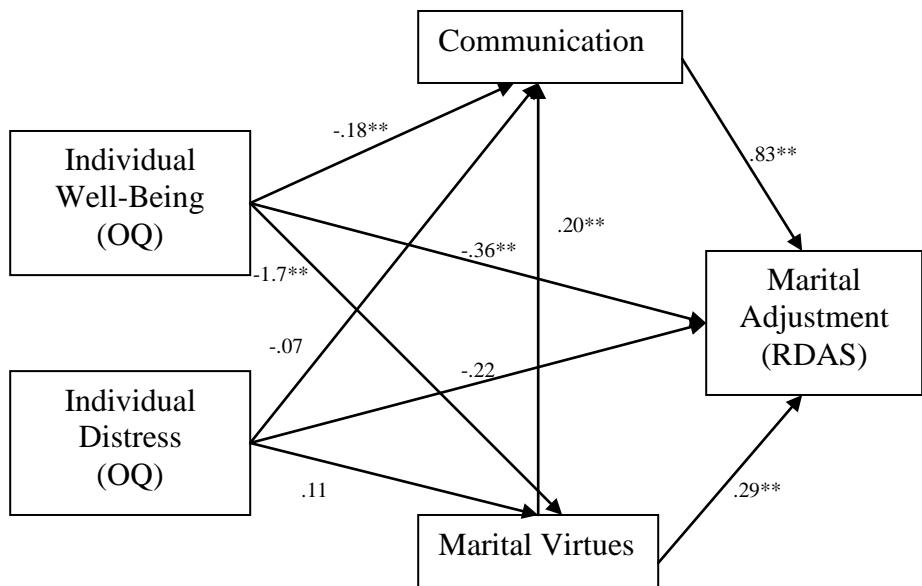 Communication
-.18**
Individual
Well-Being
(OQ)
.83**
.20**
-.36**
-1.7**
Marital
Adjustment
(RDAS)
-.07
-.22
Individual
Distress
(OQ)
.11
.29**
Marital Virtues